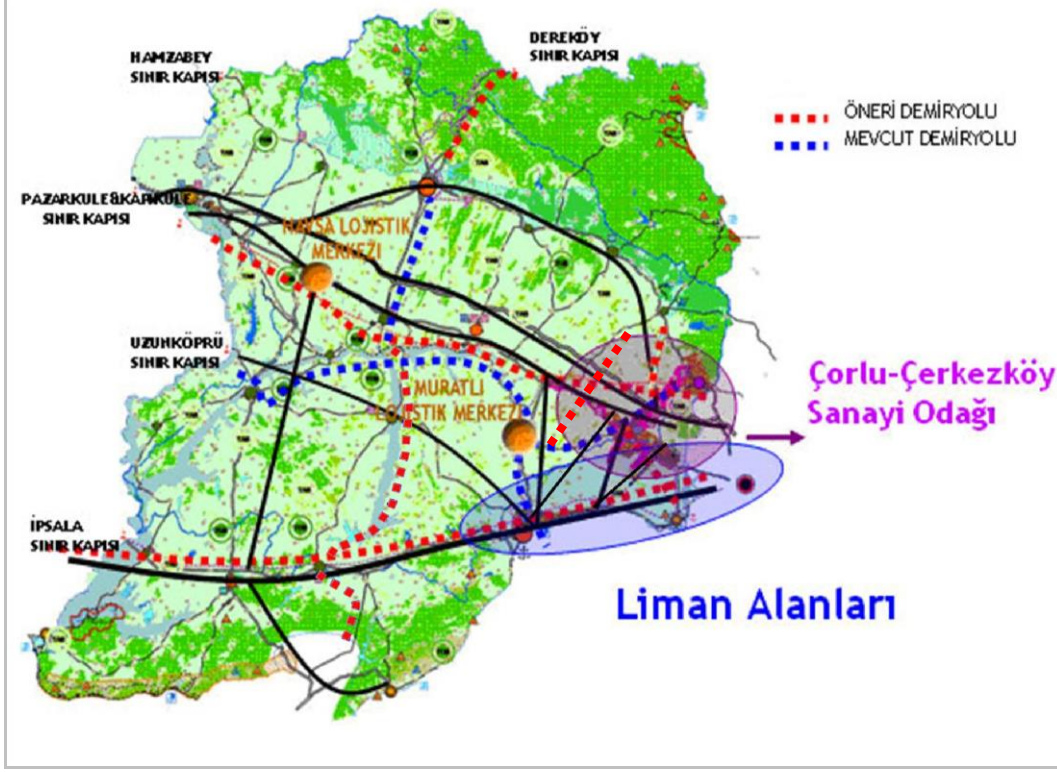 DEREKÖY
SINIR KAPISI
HAMZABEY
SINIR KAPISI
ÖNERİ DEMİRYOLU
MEVCUT DEMİRYOLU
PAZARKULE&KAPIKULE
SINIR KAPISI
HAVSA LOJİSTİK
MERKEZİ
UZUNKÖPRÜ
SINIR KAPISI
MURATLI
LOJİSTİK MERKEZİ
Çorlu-Çerkezköy
Sanayi Odağı
İPSALA
SINIR KAPISI
Liman Alanları